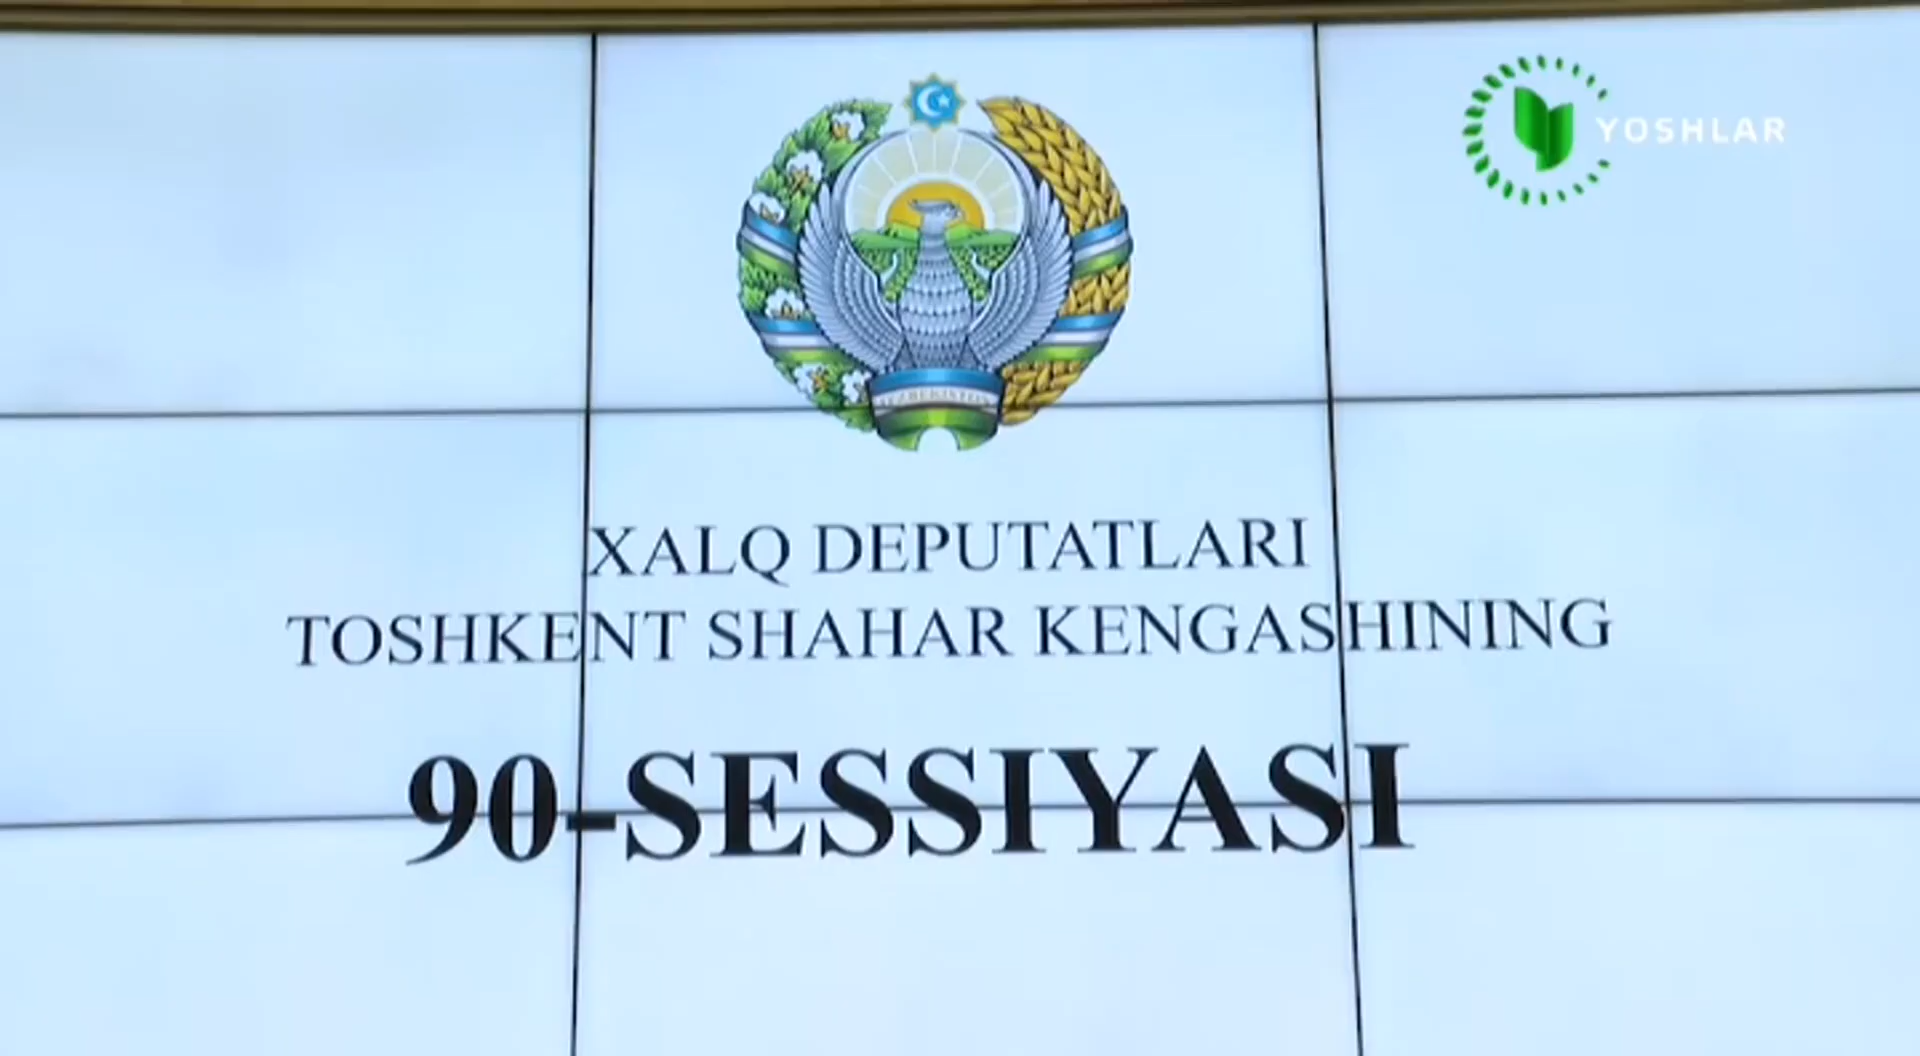 YOSHLAR
XALQ DEPUTATLARI
TOSHKENT SHAHAR KENGASHINING
90-SESSIYASI